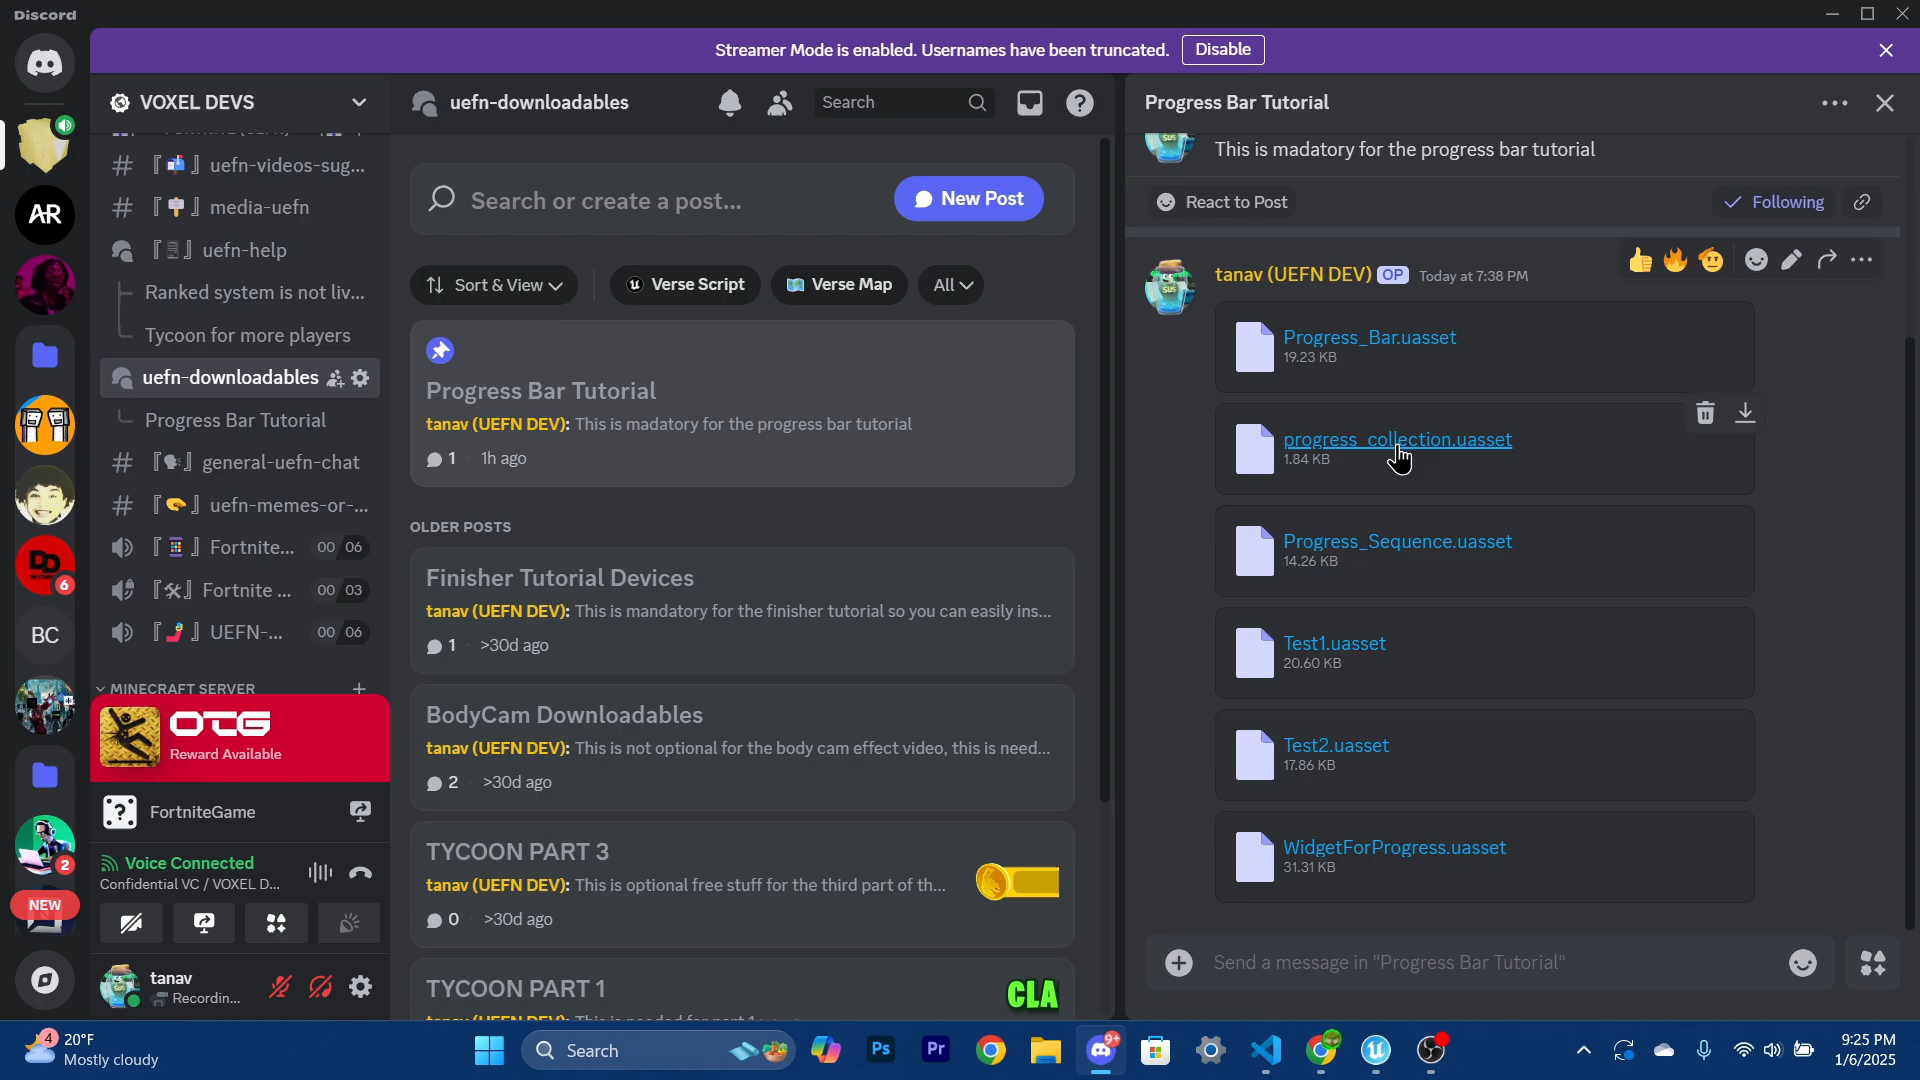 Discord
Streamer Mode is enabled. Usernames have been truncated.
Disable
VOXEL DEVS
uefn-videos-sug...
media-uefn
uefn-help
Ranked system is not liv...
Tycoon for more players
uefn-downloadables
Progress Bar Tutorial
general-uefn-chat
uefn-memes-or-...
Fortnite... 00 06
Fortnite ... 00 03
UEFN-... 00 06
MINECRAFT SERVER
OTG
Reward Available
FortniteGame
Voice Connected
Confidential VC / VOXEL D...
tanav
Recordin...
AR
DD
6
BC
2
NEW
uefn-downloadables
Search
Search or create a post...
New Post
Sort & View
Verse Script
Verse Map
All
Progress Bar Tutorial
tanav (UEFN DEV): This is madatory for the progress bar tutorial
1 1h ago
OLDER POSTS
Finisher Tutorial Devices
tanav (UEFN DEV): This is mandatory for the finisher tutorial so you can easily ins...
1 >30d ago
BodyCam Downloadables
tanav (UEFN DEV): This is not optional for the body cam effect video, this is need...
2 >30d ago
TYCOON PART 3
tanav (UEFN DEV): This is optional free stuff for the third part of th...
0 >30d ago
TYCOON PART 1
CLA
Progress Bar Tutorial
SUS
This is madatory for the progress bar tutorial
React to Post
Following
tanav (UEFN DEV) OP Today at 7:38 PM
Progress_Bar.uasset
19.23 KB
progress_collection.uasset
1.84 KB
Progress_Sequence.uasset
14.26 KB
Test1.uasset
20.60 KB
Test2.uasset
17.86 KB
WidgetForProgress.uasset
31.31 KB
Send a message in "Progress Bar Tutorial"
4
20°F
Mostly cloudy
Search
Ps
Pr
9+
9:25 PM
1/6/2025